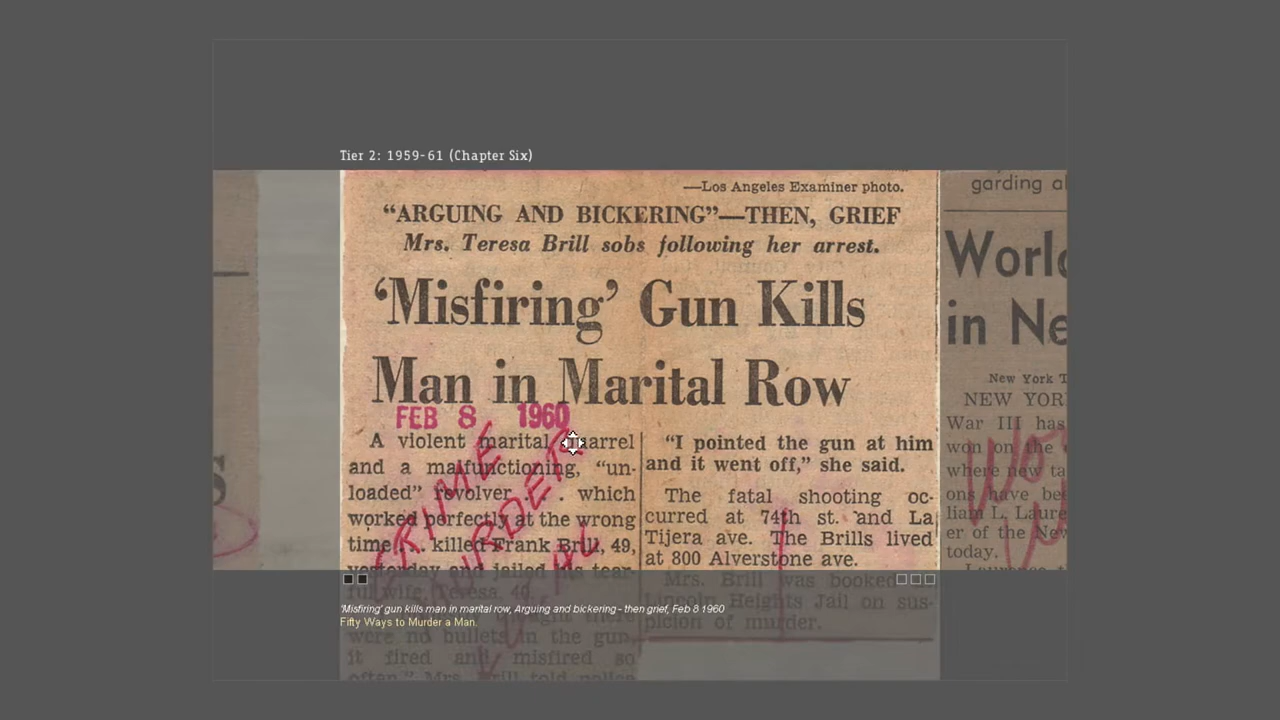 Tier 2: 1959-61 (Chapter Six)
—Los Angeles Examiner photo.
"ARGUING AND BICKERING"—THEN, GRIEF
Mrs. Teresa Brill sobs following her arrest.
'Misfiring' Gun Kills
Man in Marital Row
FEB 8 1960
A violent marital quarrel
and a malfunctioning, "un-
loaded" revolver . . . which
worked perfectly at the wrong
time . . . killed Frank Brill, 49,
yesterday and jailed his tear-
ful wife Teresa, 40.
were no bullets in the gun,
it fired and misfired so
often," Mrs. Brill told police
CRIME
MURDER
"I pointed the gun at him
and it went off," she said.
The fatal shooting oc-
curred at 74th st. and La
Tijera ave. The Brills lived
at 800 Alverstone ave.
Mrs. Brill was booked
Lincoln Heights Jail on sus-
picion of murder.
garding
World
in Ne
New York
NEW YOR
War III has
won on the
where new ta
ons have bee
liam L. Laure
er of the New
today.
'Misfiring' gun kills man in marital row, Arguing and bickering - then grief, Feb 8 1960
Fifty Ways to Murder a Man.